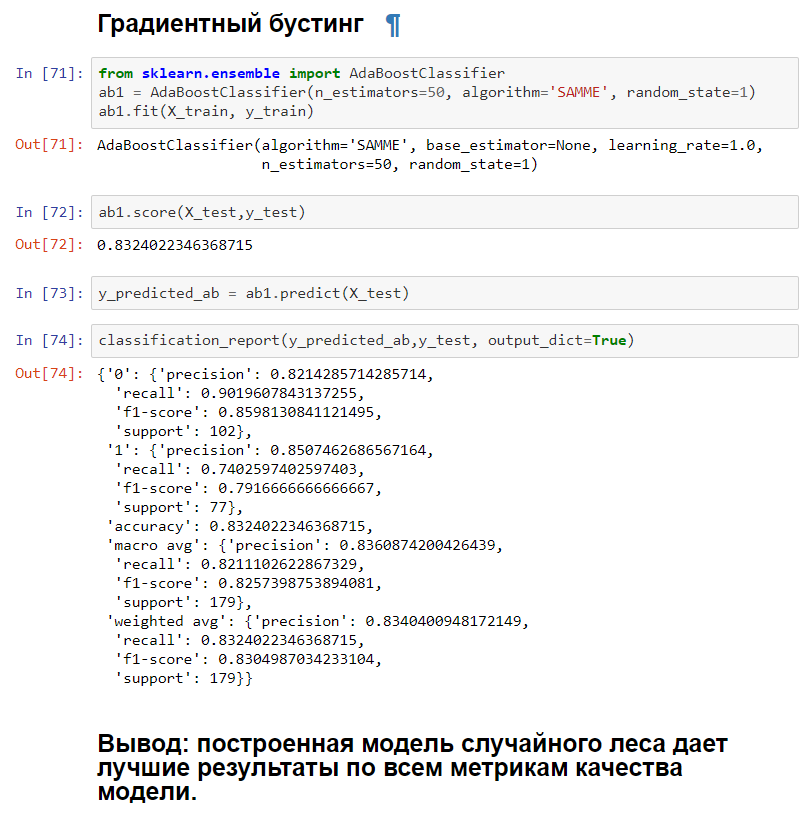 Градиентный бустинг ¶
In [71]: from sklearn.ensemble import AdaBoostClassifier
ab1 = AdaBoostClassifier(n_estimators=50, algorithm='SAMME', random_state=1)
ab1.fit(X_train, y_train)
Out[71]: AdaBoostClassifier(algorithm='SAMME', base_estimator=None, learning_rate=1.0,
n_estimators=50, random_state=1)
In [72]: ab1.score(X_test,y_test)
Out[72]: 0.8324022346368715
In [73]: y_predicted_ab = ab1.predict(X_test)
In [74]: classification_report(y_predicted_ab,y_test, output_dict=True)
Out[74]: {'0': {'precision': 0.8214285714285714,
'recall': 0.9019607843137255,
'f1-score': 0.8598130841121495,
'support': 102},
'1': {'precision': 0.8507462686567164,
'recall': 0.7402597402597403,
'f1-score': 0.7916666666666667,
'support': 77},
'accuracy': 0.8324022346368715,
'macro avg': {'precision': 0.8360874200426439,
'recall': 0.8211102622867329,
'f1-score': 0.8257398753894081,
'support': 179},
'weighted avg': {'precision': 0.8340400948172149,
'recall': 0.8324022346368715,
'f1-score': 0.8304987034233104,
'support': 179}}
Вывод: построенная модель случайного леса дает
лучшие результаты по всем метрикам качества
модели.